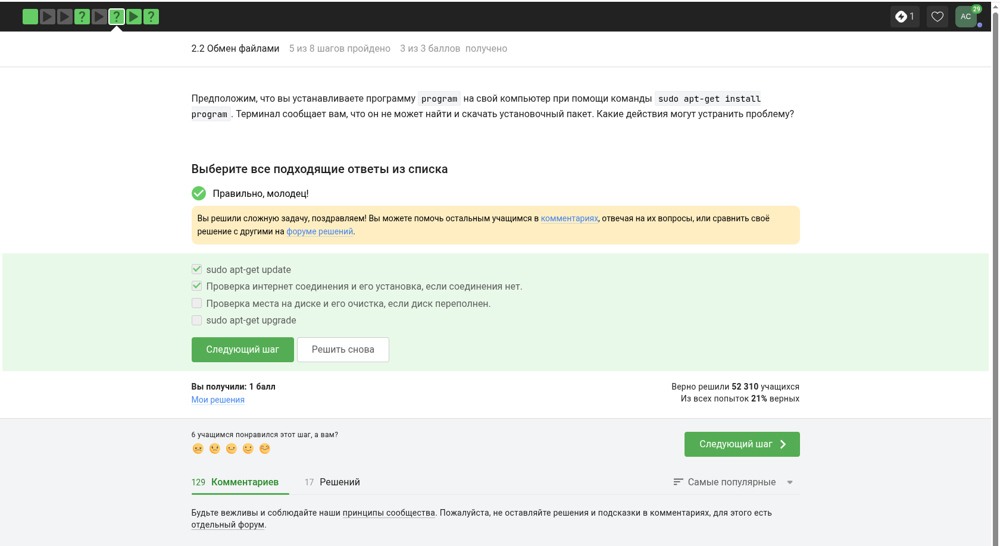 ? ? ?
1
АС
29
2.2 Обмен файлами 5 из 8 шагов пройдено 3 из 3 баллов получено
Предположим, что вы устанавливаете программу program на свой компьютер при помощи команды sudo apt-get install
program. Терминал сообщает вам, что он не может найти и скачать установочный пакет. Какие действия могут устранить проблему?
Выберите все подходящие ответы из списка
Правильно, молодец!
Вы решили сложную задачу, поздравляем! Вы можете помочь остальным учащимся в комментариях, отвечая на их вопросы, или сравнить своё
решение с другими на форуме решений.
sudo apt-get update
Проверка интернет соединения и его установка, если соединения нет.
Проверка места на диске и его очистка, если диск переполнен.
sudo apt-get upgrade
Следующий шаг Решить снова
Вы получили: 1 балл
Мои решения
Верно решили 52 310 учащихся
Из всех попыток 21% верных
6 учащимся понравился этот шаг, а вам?
Следующий шаг
129 Комментариев 17 Решений Самые популярные
Будьте вежливы и соблюдайте наши принципы сообщества. Пожалуйста, не оставляйте решения и подсказки в комментариях, для этого есть
отдельный форум.